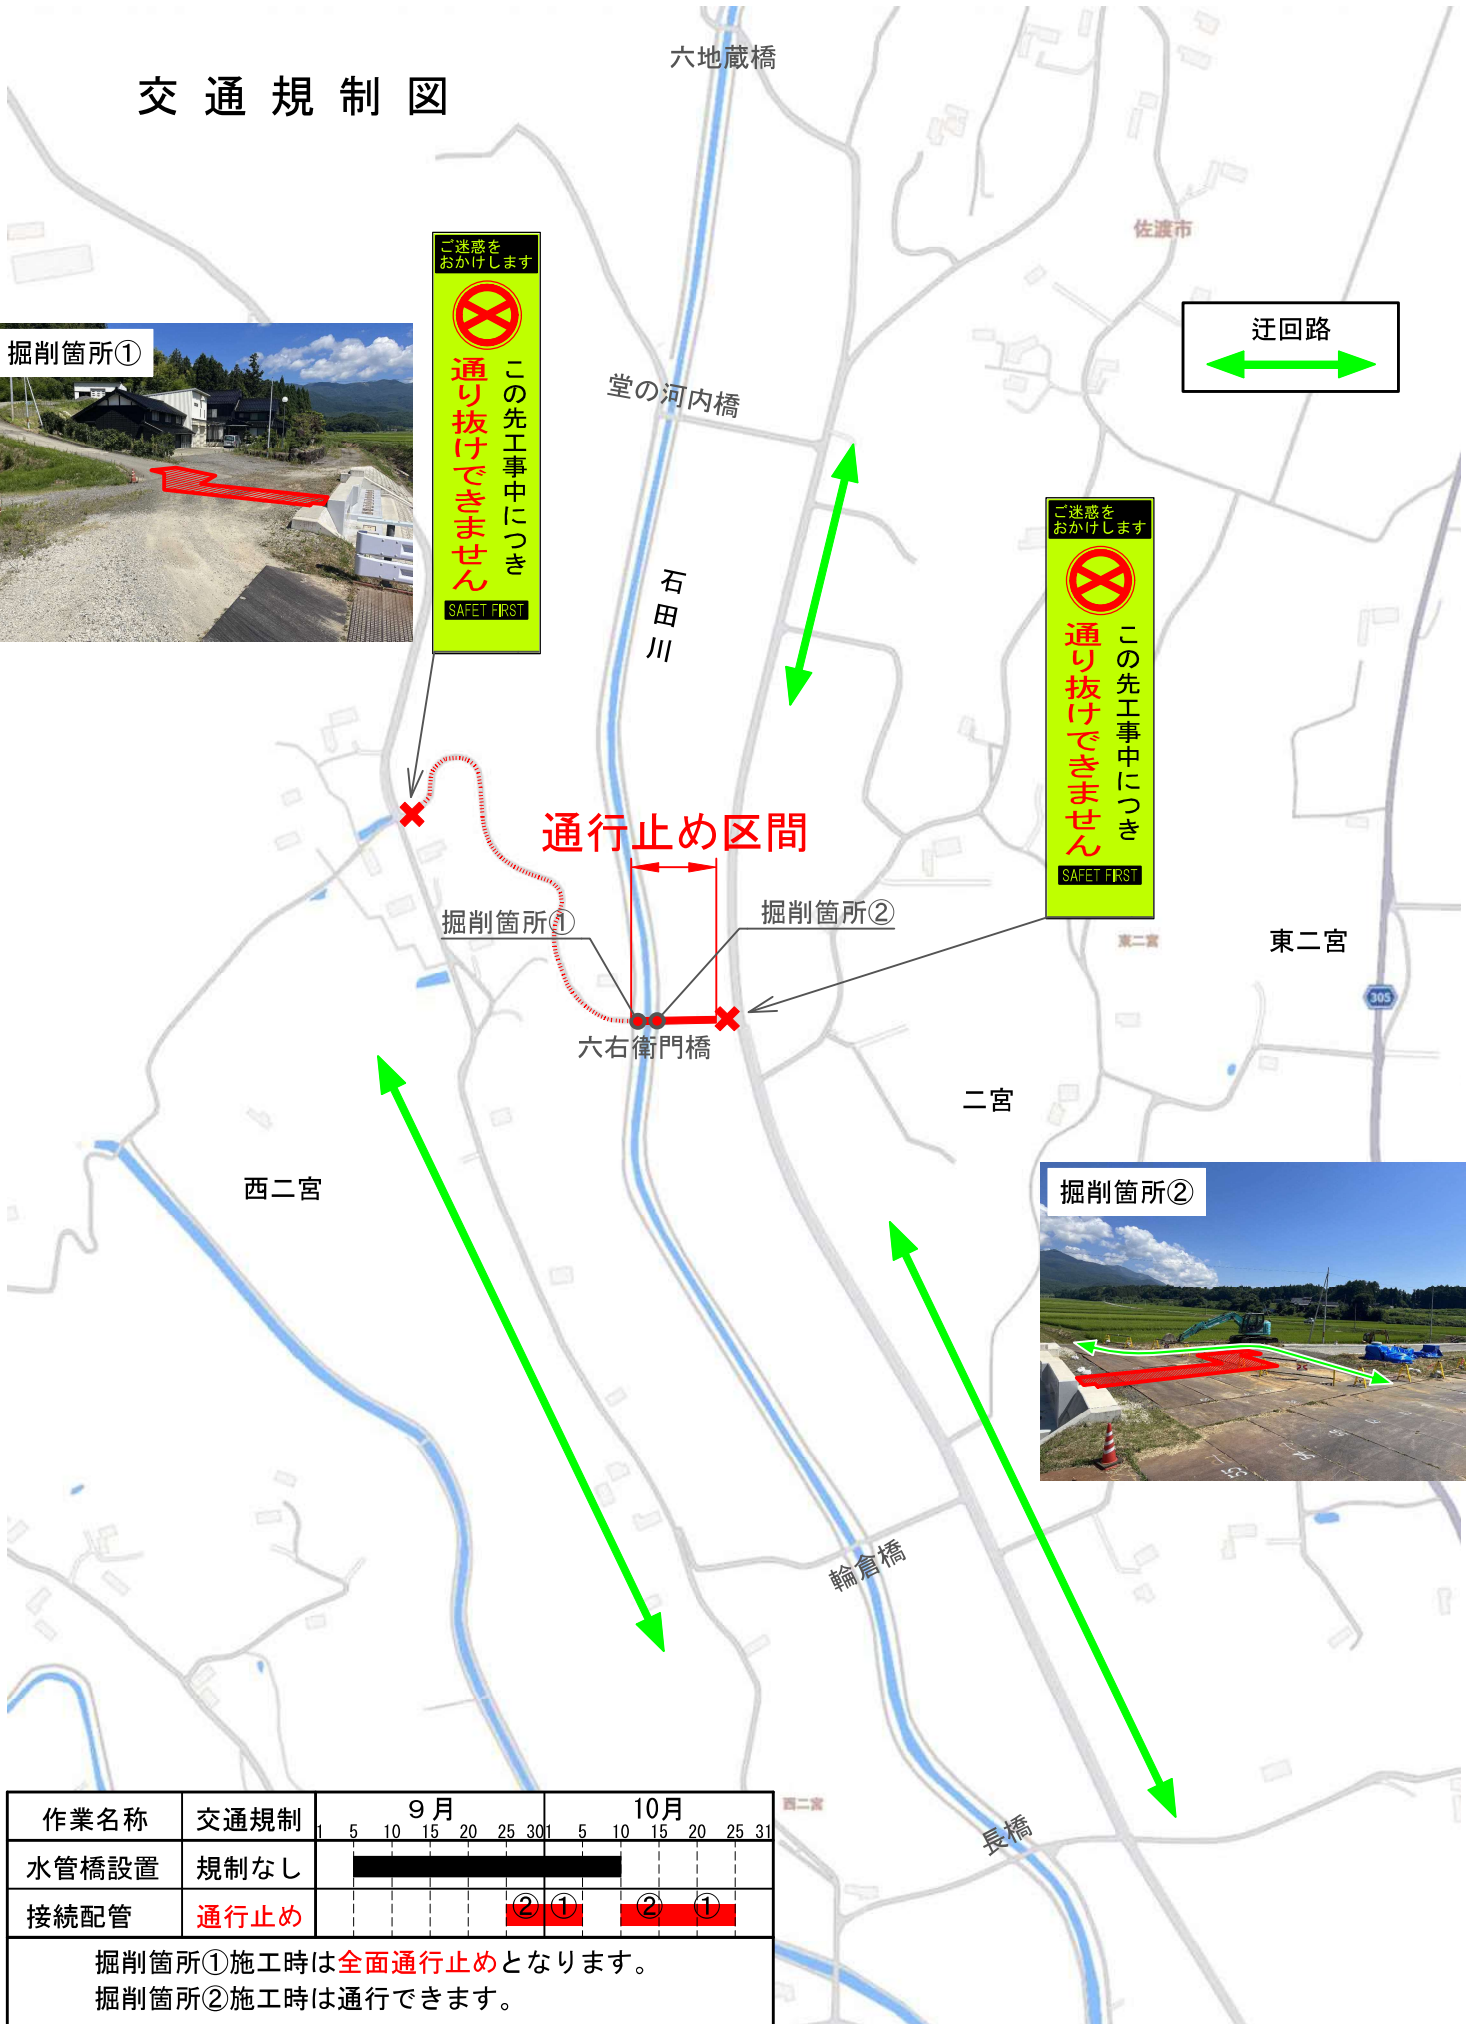 交通規制図
六地蔵橋
佐渡市
ご迷惑を
おかけします
この先工事中につき
通り抜けできません
SAFET FIRST
迂回路
掘削箇所①
堂の河内橋
石田川
ご迷惑を
おかけします
この先工事中につき
通り抜けできません
SAFET FIRST
通行止め区間
掘削箇所①
掘削箇所②
東二宮
東二宮
305
六右衛門橋
二宮
西二宮
掘削箇所②
輪倉橋
西二宮
長橋
作業名称 交通規制 9月 10月
1 5 10 15 20 25 30 1 5 10 15 20 25 31
水管橋設置 規制なし
接続配管 通行止め ② ① ② ①
掘削箇所①施工時は全面通行止めとなります。
掘削箇所②施工時は通行できます。